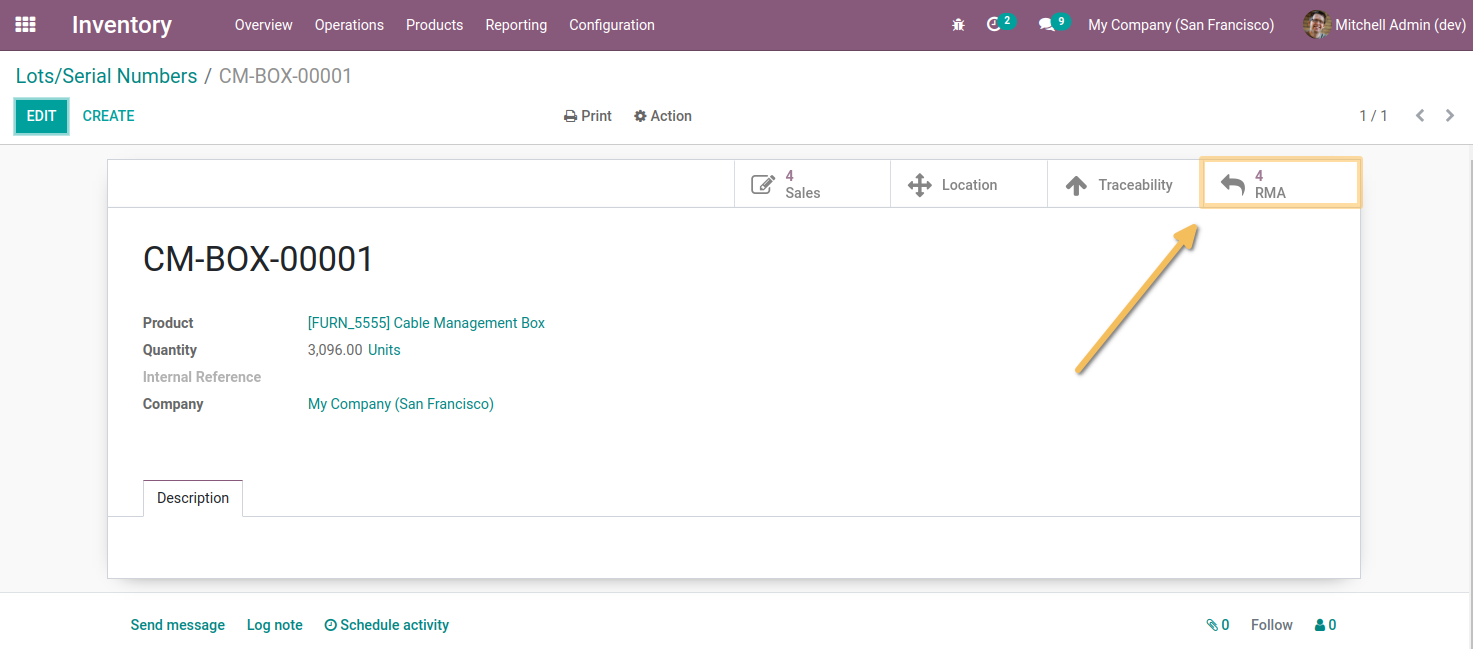 Inventory Overview Operations Products Reporting Configuration 2 9 My Company (San Francisco) Mitchell Admin (dev)
Lots/Serial Numbers / CM-BOX-00001
EDIT CREATE Print Action 1 / 1
4
Sales
Location
Traceability
4
RMA
CM-BOX-00001
Product [FURN_5555] Cable Management Box
Quantity 3,096.00 Units
Internal Reference
Company My Company (San Francisco)
Description
Send message Log note Schedule activity 0 Follow 0